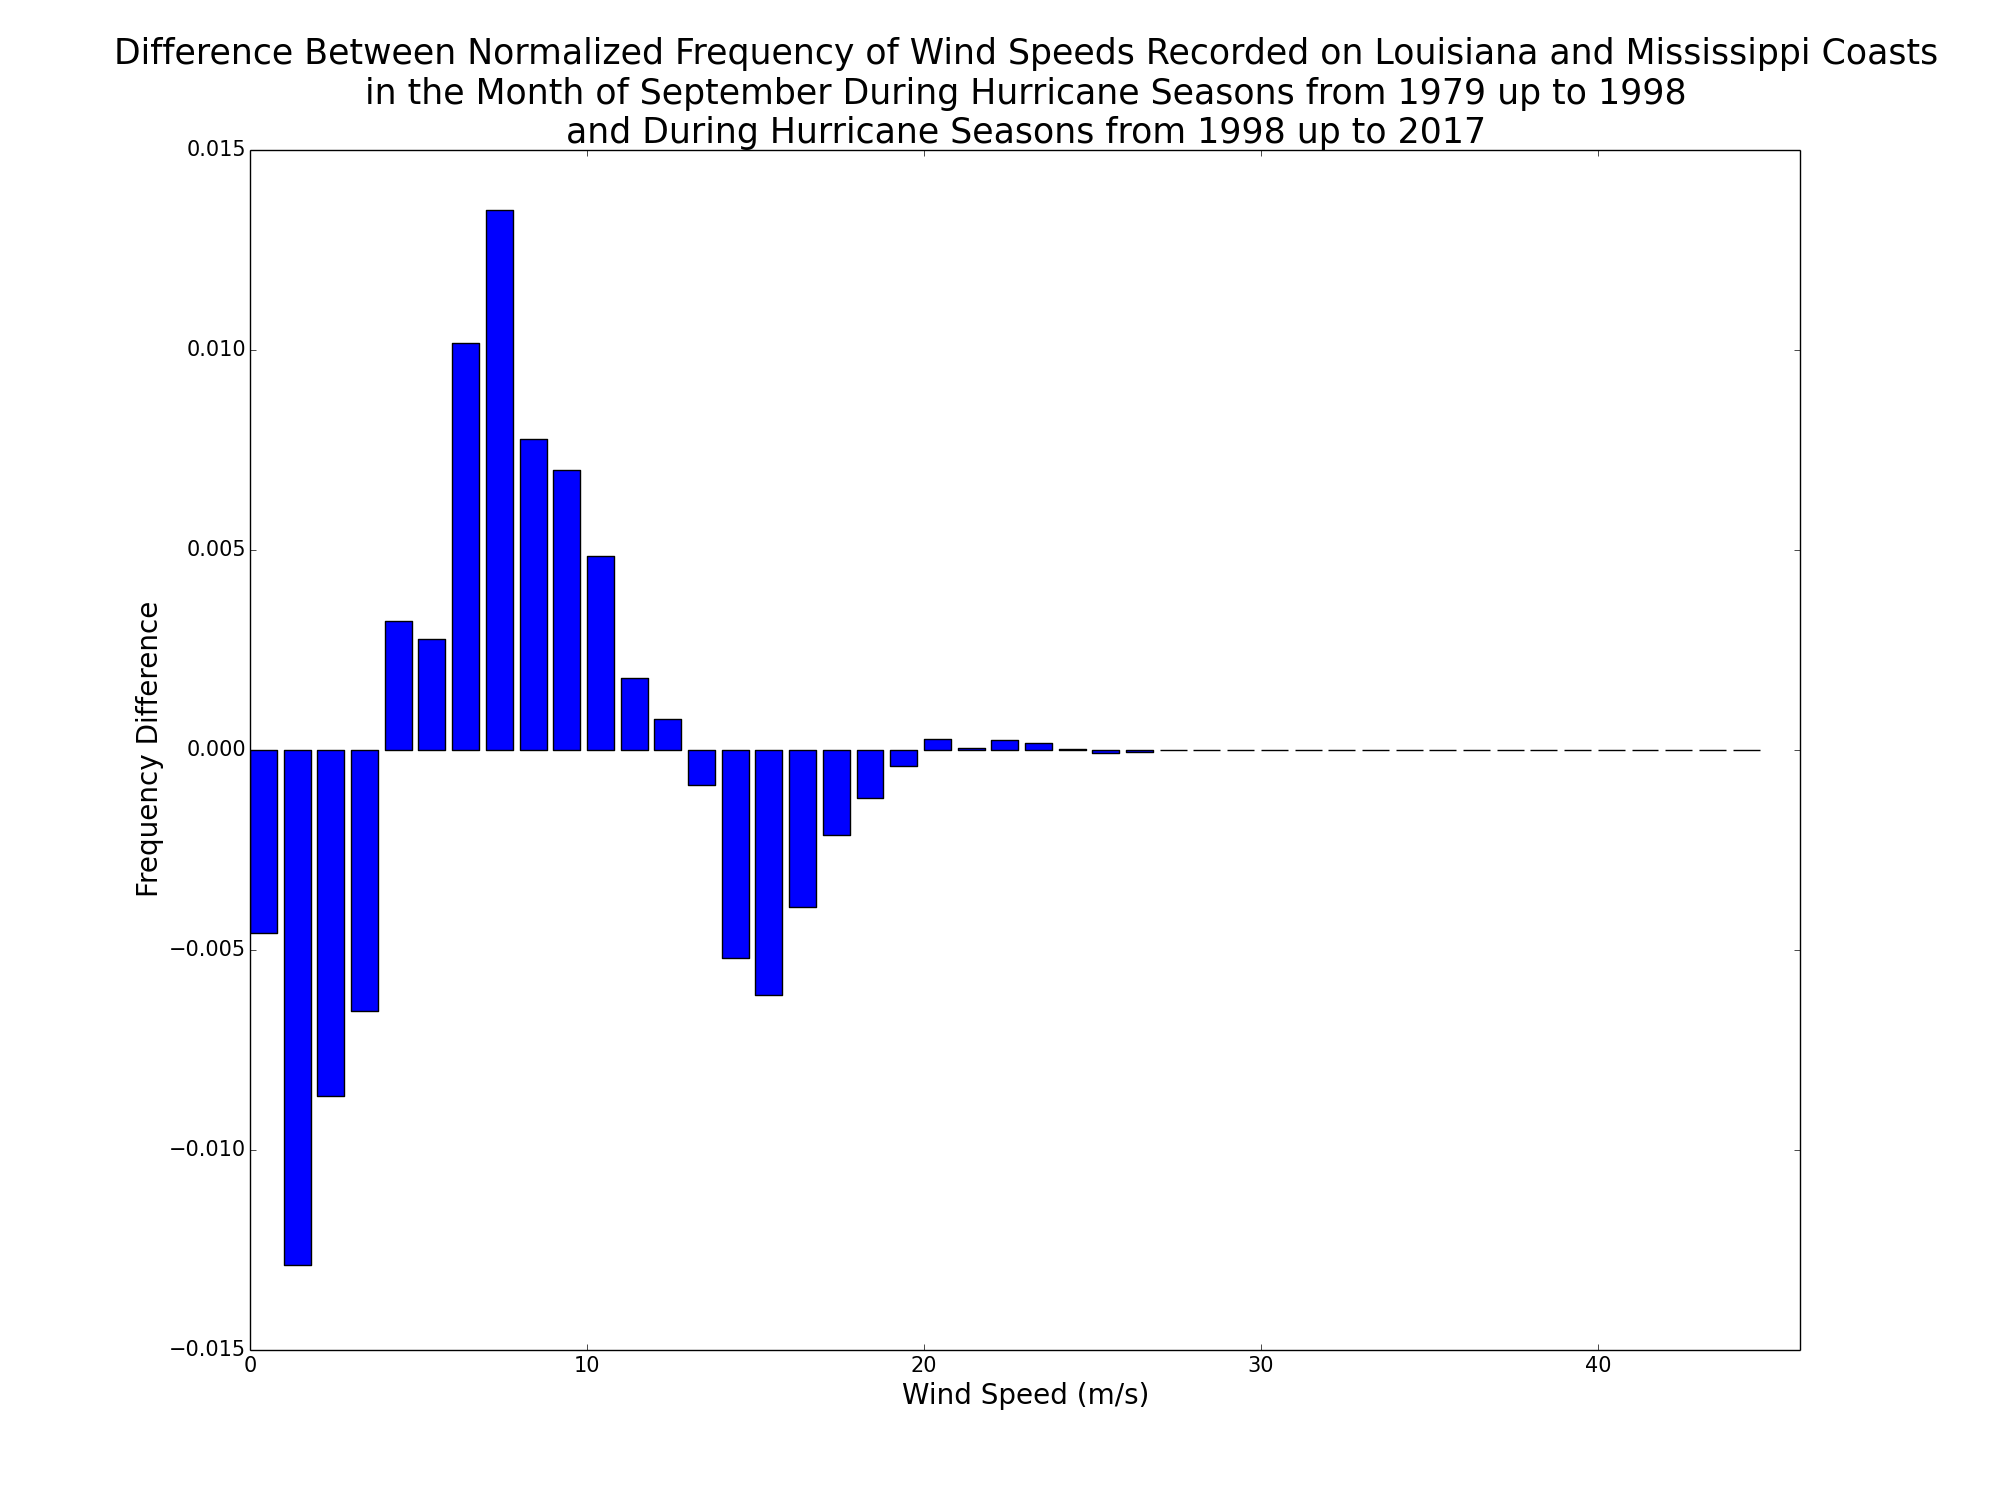 Difference Between Normalized Frequency of Wind Speeds Recorded on Louisiana and Mississippi Coasts
in the Month of September During Hurricane Seasons from 1979 up to 1998
and During Hurricane Seasons from 1998 up to 2017
0.015
0.010
0.005
0.000
−0.005
−0.010
−0.015
Frequency Difference
0 10 20 30 40
Wind Speed (m/s)